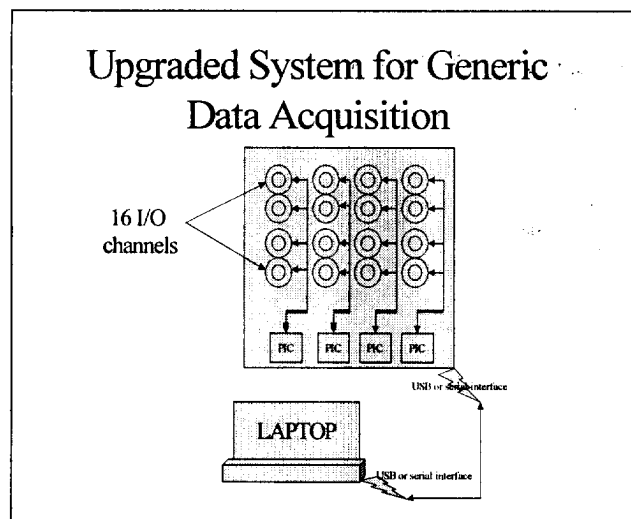 Upgraded System for Generic
Data Acquisition
16 I/O
channels
PIC PIC PIC PIC
USB or serial interface
LAPTOP
USB or serial interface